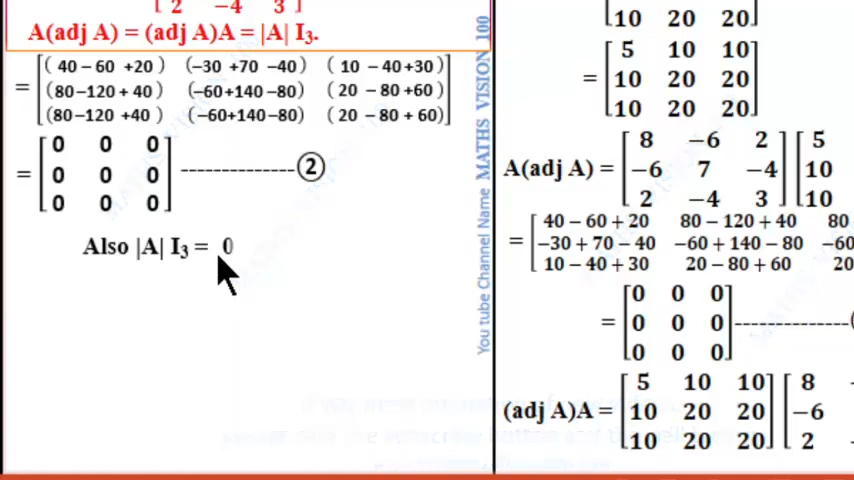 [ 2 −4 3 ]
A(adj A) = (adj A)A = |A| I₃.
= [( 40 – 60 +20 ) (–30 +70 –40) ( 10 – 40+30)
(80–120 + 40 ) (–60+140 –80) (20 – 80 +60 )
(80–120 +40 ) (–60+140–80) (20 – 80 + 60)]
= [0 0 0
0 0 0
0 0 0] -------------- ②
Also |A| I₃ = 0
You tube Channel Name MATHS VISION 100
[10 20 20]
= [5 10 10
10 20 20
10 20 20]
A(adj A) = [8 −6 2
−6 7 −4
2 −4 3] [5
10
10
= [40 − 60 + 20 80 − 120 + 40 80
−30 + 70 − 40 −60 + 140 − 80 −60
10 − 40 + 30 20 − 80 + 60 20
= [0 0 0
0 0 0
0 0 0] --------------
(adj A)A = [5 10 10
10 20 20
10 20 20] [8
−6
2